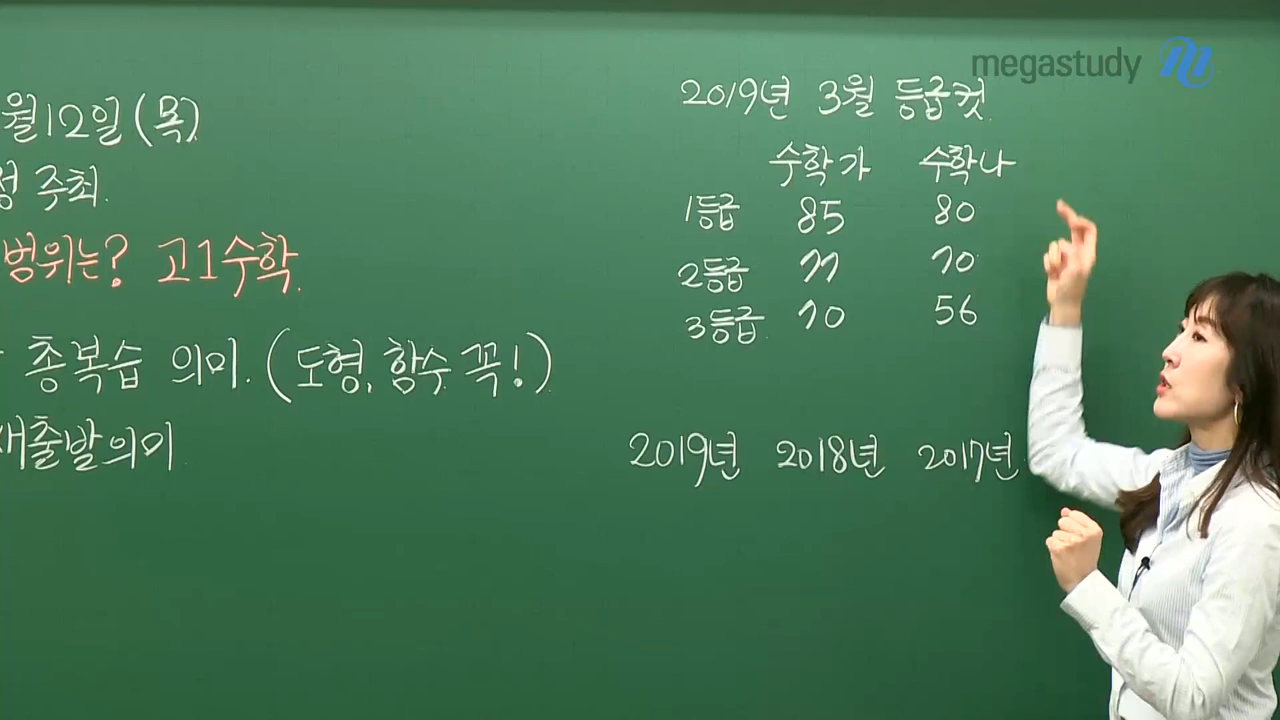 megastudy
월 12일 (목)
주최.
범위는? 고1수학.
총복습 의미. (도형, 함수 꼭!)
새출발의미
2019년 3월 등급컷
수학가 수학나
1등급 85 80
2등급 77 70
3등급 70 56
2019년 2018년 2017년